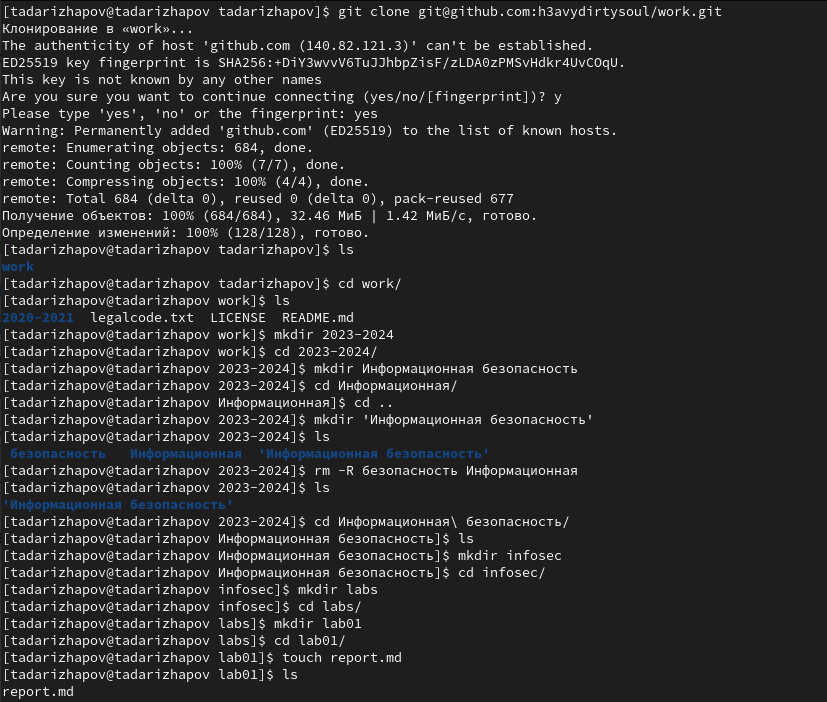 [tadarizhapov@tadarizhapov tadarizhapov]$ git clone git@github.com:h3avydirtysoul/work.git
Клонирование в «work»...
The authenticity of host 'github.com (140.82.121.3)' can't be established.
ED25519 key fingerprint is SHA256:+DiY3wvvV6TuJJhbpZisF/zLDA0zPMSvHdkr4UvCOqU.
This key is not known by any other names
Are you sure you want to continue connecting (yes/no/[fingerprint])? y
Please type 'yes', 'no' or the fingerprint: yes
Warning: Permanently added 'github.com' (ED25519) to the list of known hosts.
remote: Enumerating objects: 684, done.
remote: Counting objects: 100% (7/7), done.
remote: Compressing objects: 100% (4/4), done.
remote: Total 684 (delta 0), reused 0 (delta 0), pack-reused 677
Получение объектов: 100% (684/684), 32.46 МиБ | 1.42 МиБ/с, готово.
Определение изменений: 100% (128/128), готово.
[tadarizhapov@tadarizhapov tadarizhapov]$ ls
work
[tadarizhapov@tadarizhapov tadarizhapov]$ cd work/
[tadarizhapov@tadarizhapov work]$ ls
2020-2021  legalcode.txt  LICENSE  README.md
[tadarizhapov@tadarizhapov work]$ mkdir 2023-2024
[tadarizhapov@tadarizhapov work]$ cd 2023-2024/
[tadarizhapov@tadarizhapov 2023-2024]$ mkdir Информационная безопасность
[tadarizhapov@tadarizhapov 2023-2024]$ cd Информационная/
[tadarizhapov@tadarizhapov Информационная]$ cd ..
[tadarizhapov@tadarizhapov 2023-2024]$ mkdir 'Информационная безопасность'
[tadarizhapov@tadarizhapov 2023-2024]$ ls
безопасность   Информационная  'Информационная безопасность'
[tadarizhapov@tadarizhapov 2023-2024]$ rm -R безопасность Информационная
[tadarizhapov@tadarizhapov 2023-2024]$ ls
'Информационная безопасность'
[tadarizhapov@tadarizhapov 2023-2024]$ cd Информационная\ безопасность/
[tadarizhapov@tadarizhapov Информационная безопасность]$ ls
[tadarizhapov@tadarizhapov Информационная безопасность]$ mkdir infosec
[tadarizhapov@tadarizhapov Информационная безопасность]$ cd infosec/
[tadarizhapov@tadarizhapov infosec]$ mkdir labs
[tadarizhapov@tadarizhapov infosec]$ cd labs/
[tadarizhapov@tadarizhapov labs]$ mkdir lab01
[tadarizhapov@tadarizhapov labs]$ cd lab01/
[tadarizhapov@tadarizhapov lab01]$ touch report.md
[tadarizhapov@tadarizhapov lab01]$ ls
report.md